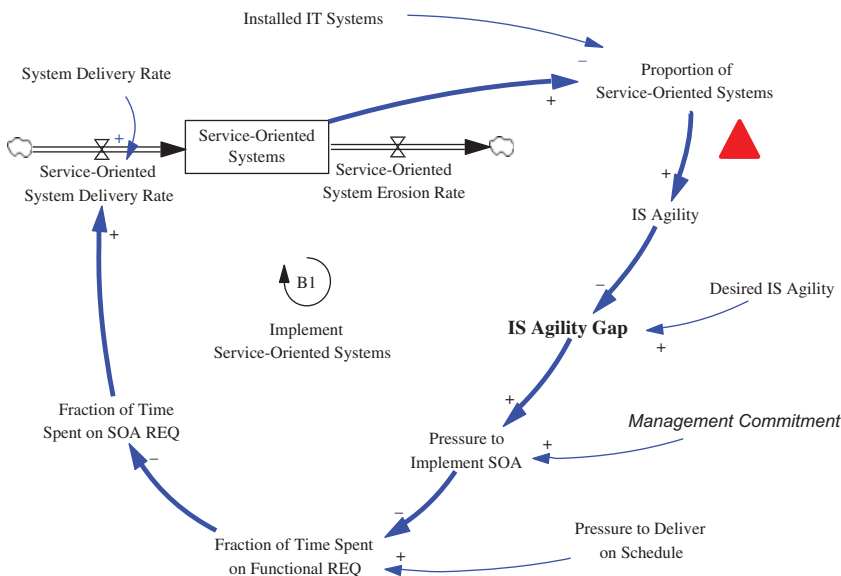 Installed IT Systems
System Delivery Rate
−
Proportion of
Service-Oriented Systems
+
+
Service-Oriented
Systems
Service-Oriented
System Delivery Rate
Service-Oriented
System Erosion Rate
+
IS Agility
+
B1
Implement
Service-Oriented Systems
−
Desired IS Agility
IS Agility Gap
+
+
Fraction of Time
Spent on SOA REQ
Management Commitment
Pressure to
Implement SOA
+
−
−
Fraction of Time Spent
on Functional REQ
+
Pressure to Deliver
on Schedule